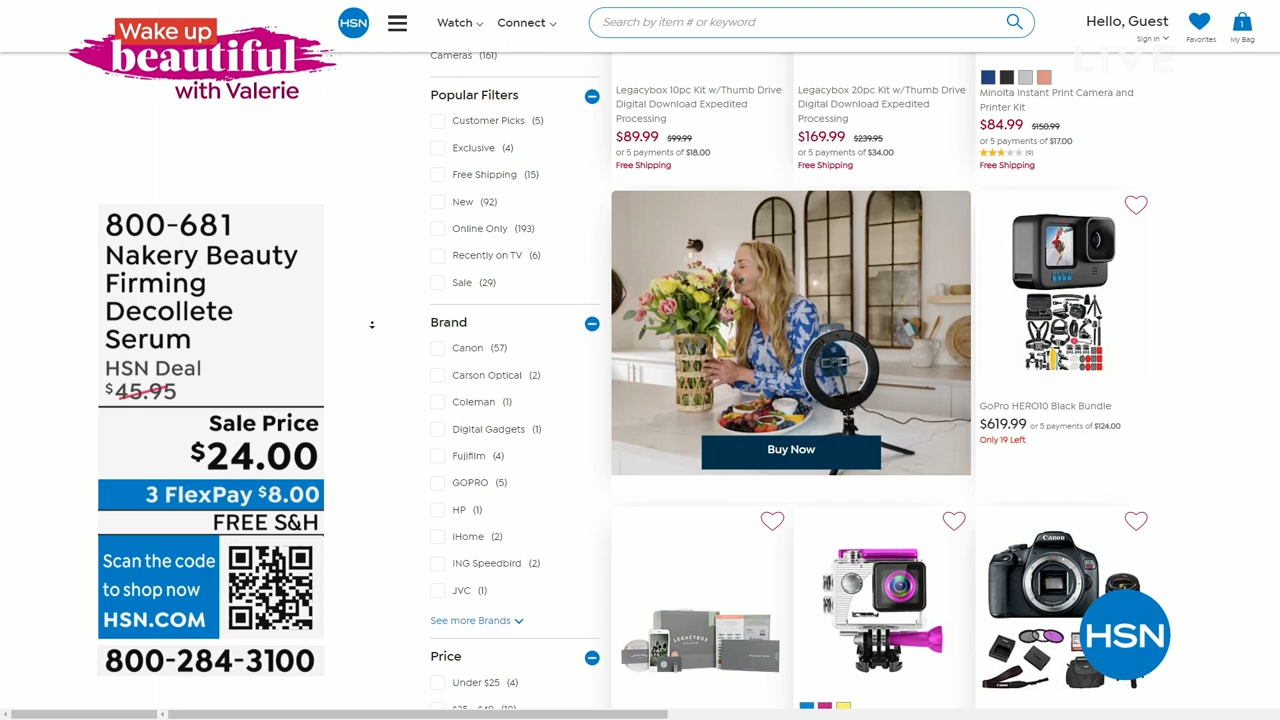 Wake up
beautiful
with Valerie
HSN
Watch
Connect
Search by item # or keyword
Hello, Guest
Sign In
Favorites
1
My Bag
LIVE
Cameras (161)
Popular Filters
Customer Picks (5)
Exclusive (4)
Free Shipping (15)
New (92)
Online Only (193)
Recently on TV (6)
Sale (29)
Brand
Canon (57)
Carson Optical (2)
Coleman (1)
Digital Gadgets (1)
Fujifilm (4)
GOPRO (5)
HP (1)
iHome (2)
ING Speedbird (2)
JVC (1)
See more Brands
Price
Under $25 (4)
Legacybox 10pc Kit w/Thumb Drive
Digital Download Expedited
Processing
$89.99 $99.99
or 5 payments of $18.00
Free Shipping
Legacybox 20pc Kit w/Thumb Drive
Digital Download Expedited
Processing
$169.99 $239.95
or 5 payments of $34.00
Free Shipping
Minolta Instant Print Camera and
Printer Kit
$84.99 $150.99
or 5 payments of $17.00
(9)
Free Shipping
Buy Now
GoPro HERO10 Black Bundle
$619.99 or 5 payments of $124.00
Only 19 Left
LEGACYBOX
Canon
HSN
800-681
Nakery Beauty
Firming
Decollete
Serum
HSN Deal
$45.95
Sale Price
$24.00
3 FlexPay $8.00
FREE S&H
Scan the code
to shop now
HSN.COM
800-284-3100